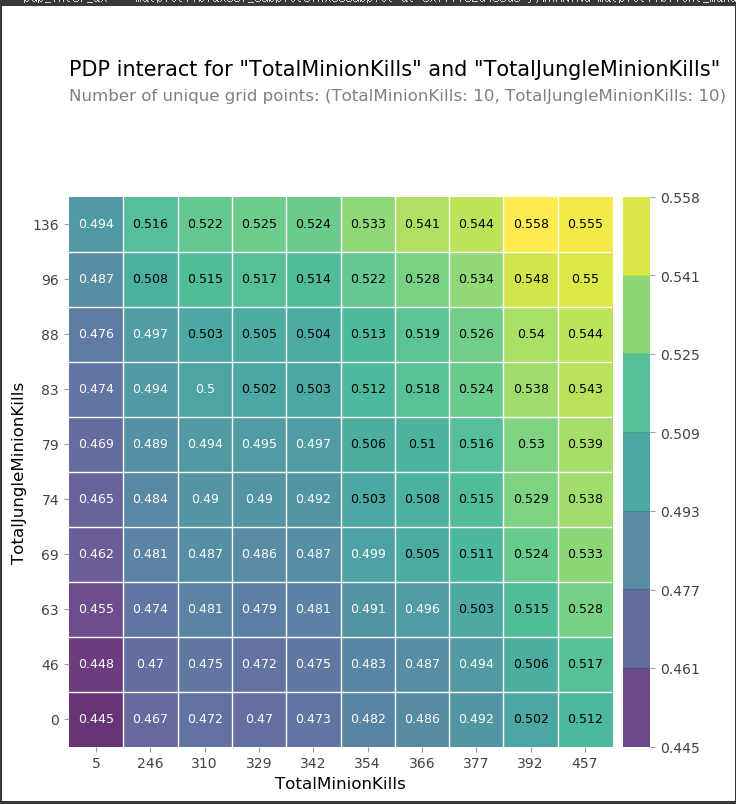 PDP interact for "TotalMinionKills" and "TotalJungleMinionKills"
Number of unique grid points: (TotalMinionKills: 10, TotalJungleMinionKills: 10)
0.558
136 0.494 0.516 0.522 0.525 0.524 0.533 0.541 0.544 0.558 0.555
0.541
96 0.487 0.508 0.515 0.517 0.514 0.522 0.528 0.534 0.548 0.55
88 0.476 0.497 0.503 0.505 0.504 0.513 0.519 0.526 0.54 0.544
0.525
83 0.474 0.494 0.5 0.502 0.503 0.512 0.518 0.524 0.538 0.543
0.509
79 0.469 0.489 0.494 0.495 0.497 0.506 0.51 0.516 0.53 0.539
TotalJungleMinionKills
74 0.465 0.484 0.49 0.49 0.492 0.503 0.508 0.515 0.529 0.538
0.493
69 0.462 0.481 0.487 0.486 0.487 0.499 0.505 0.511 0.524 0.533
0.477
63 0.455 0.474 0.481 0.479 0.481 0.491 0.496 0.503 0.515 0.528
46 0.448 0.47 0.475 0.472 0.475 0.483 0.487 0.494 0.506 0.517
0.461
0 0.445 0.467 0.472 0.47 0.473 0.482 0.486 0.492 0.502 0.512
0.445
5 246 310 329 342 354 366 377 392 457
TotalMinionKills